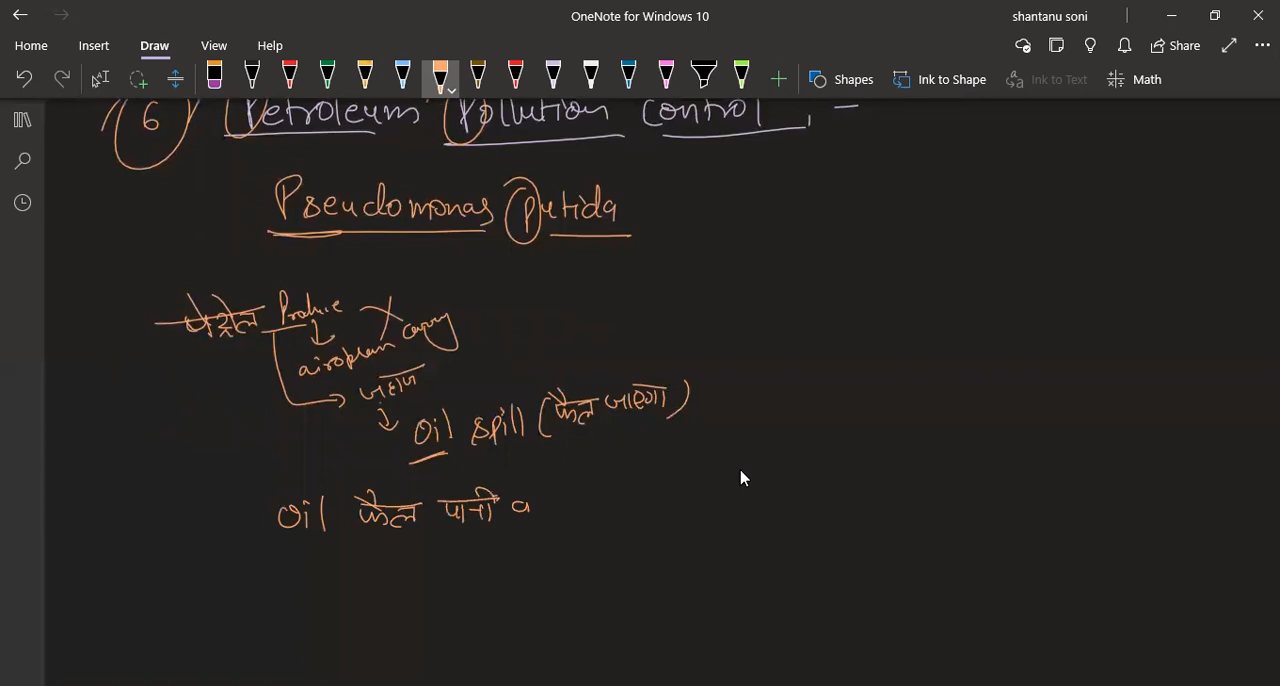 OneNote for Windows 10
shantanu soni
Home Insert Draw View Help
Share
Shapes Ink to Shape Ink to Text Math
6 Petroleum Pollution control, -
Pseudomonas putida
Produce
carry
airoplan
जहाज
Oil spill (फैल जाएगा)
Oil फैल पानी